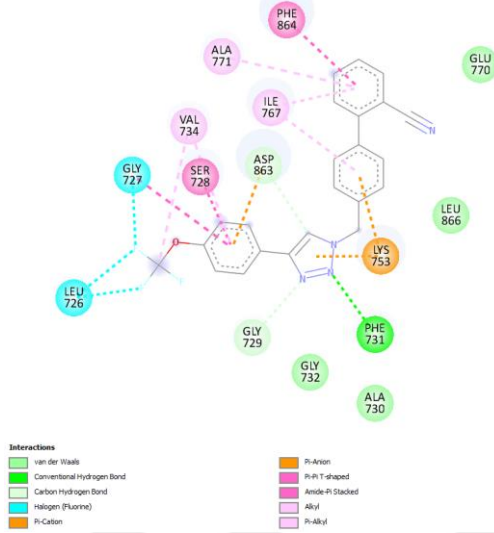 PHE
864
ALA
771
GLU
770
ILE
767
VAL
734
ASP
863
GLY
727
SER
728
LEU
866
O
N
LYS
753
N
N
N
LEU
726
PHE
731
GLY
729
GLY
732
ALA
730
Interactions
van der Waals
Conventional Hydrogen Bond
Carbon Hydrogen Bond
Halogen (Fluorine)
Pi-Cation
Pi-Anion
Pi-Pi T-shaped
Amide-Pi Stacked
Alkyl
Pi-Alkyl